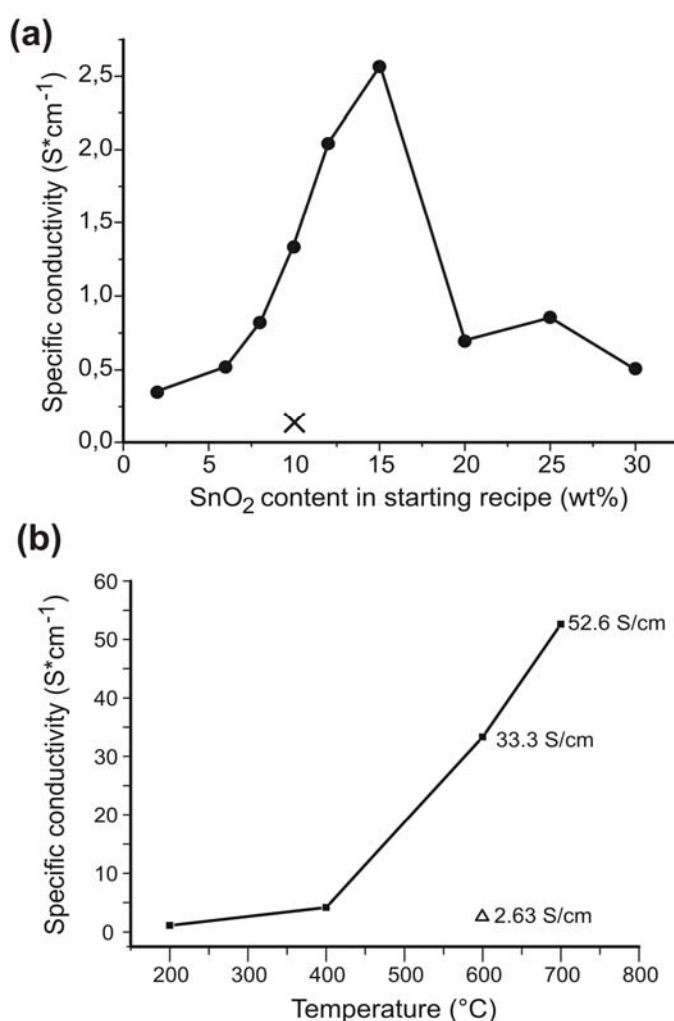 (a)
Specific conductivity (S*cm⁻¹)
2,5
2,0
1,5
1,0
0,5
0,0
0 5 10 15 20 25 30
SnO₂ content in starting recipe (wt%)
(b)
Specific conductivity (S*cm⁻¹)
60
50
40
30
20
10
0
52.6 S/cm
33.3 S/cm
2.63 S/cm
200 300 400 500 600 700 800
Temperature (°C)